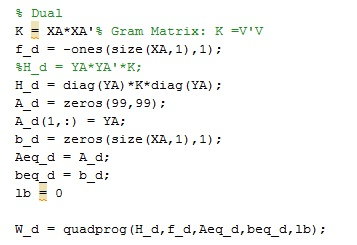 % Dual
K = XA*XA'% Gram Matrix: K =V'V
f_d = -ones(size(XA,1),1);
%H_d = YA*YA'*K;
H_d = diag(YA)*K*diag(YA);
A_d = zeros(99,99);
A_d(1,:) = YA;
b_d = zeros(size(XA,1),1);
Aeq_d = A_d;
beq_d = b_d;
lb = 0
W_d = quadprog(H_d,f_d,Aeq_d,beq_d,lb);